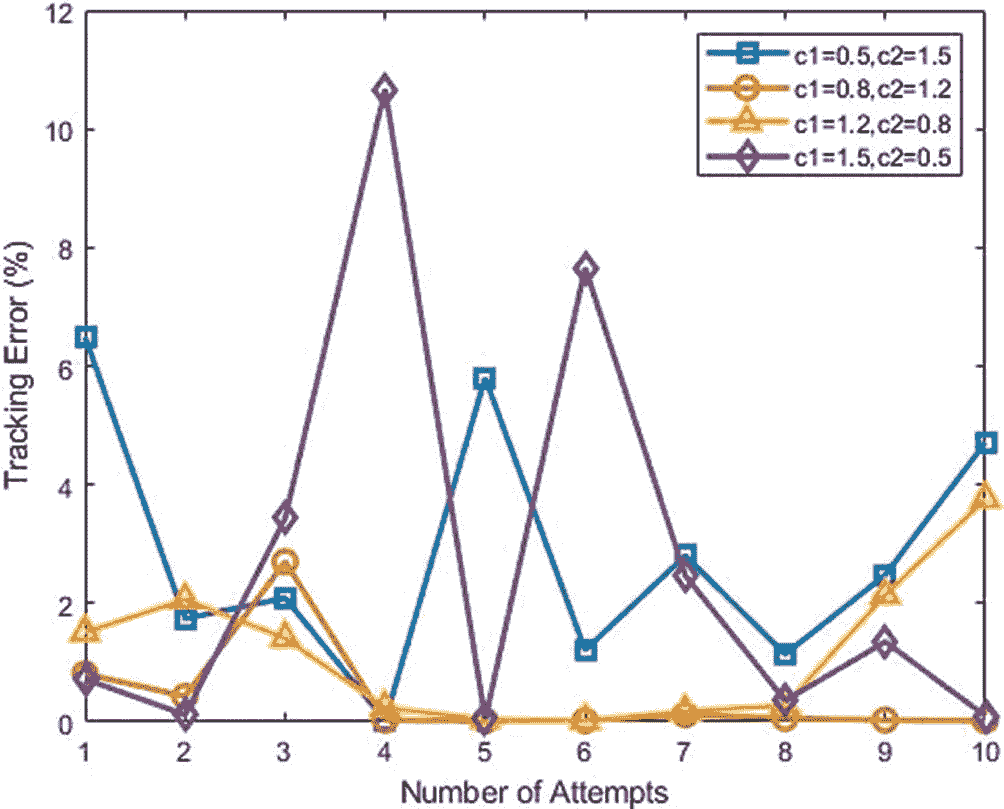 12
10
8
6
4
2
0
Tracking Error (%)
c1=0.5,c2=1.5
c1=0.8,c2=1.2
c1=1.2,c2=0.8
c1=1.5,c2=0.5
1 2 3 4 5 6 7 8 9 10
Number of Attempts